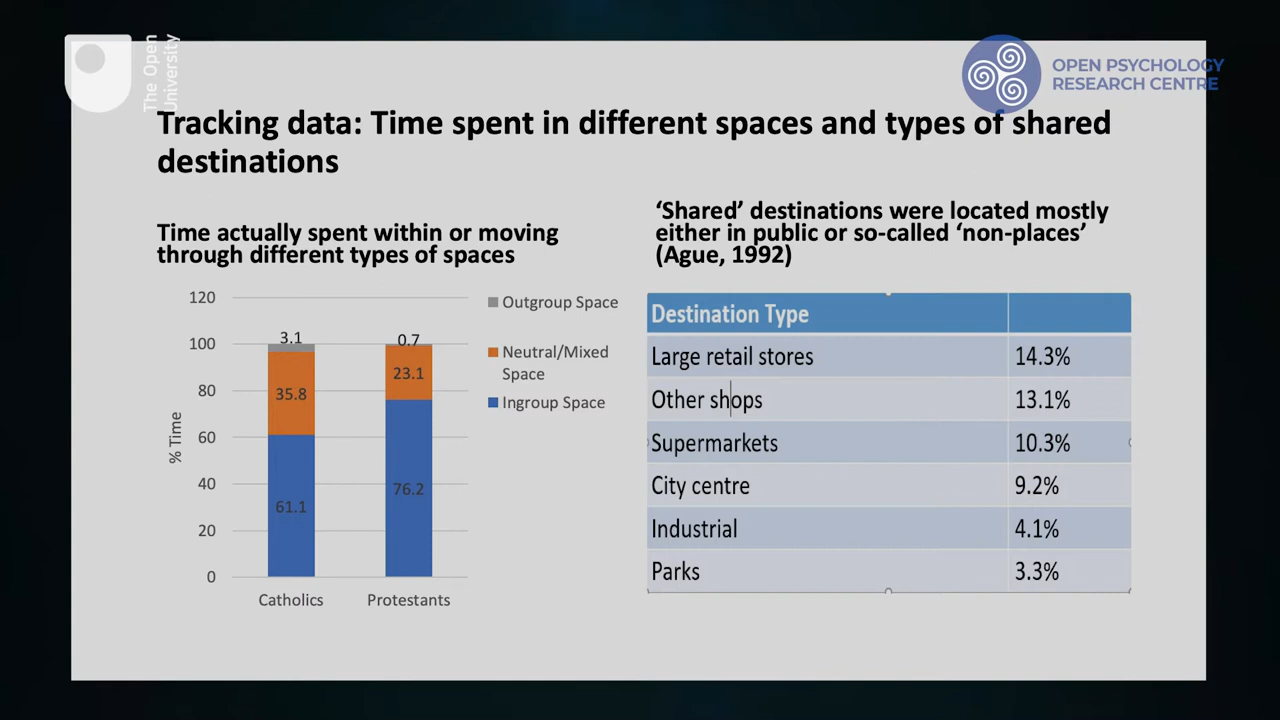 The Open
University
OPEN PSYCHOLOGY
RESEARCH CENTRE
Tracking data: Time spent in different spaces and types of shared
destinations
Time actually spent within or moving
through different types of spaces
120
100
80
60
40
20
0
% Time
3.1
35.8
61.1
0.7
23.1
76.2
Catholics
Protestants
Outgroup Space
Neutral/Mixed
Space
Ingroup Space
‘Shared’ destinations were located mostly
either in public or so-called ‘non-places’
(Ague, 1992)
Destination Type
Large retail stores 14.3%
Other shops 13.1%
Supermarkets 10.3%
City centre 9.2%
Industrial 4.1%
Parks 3.3%